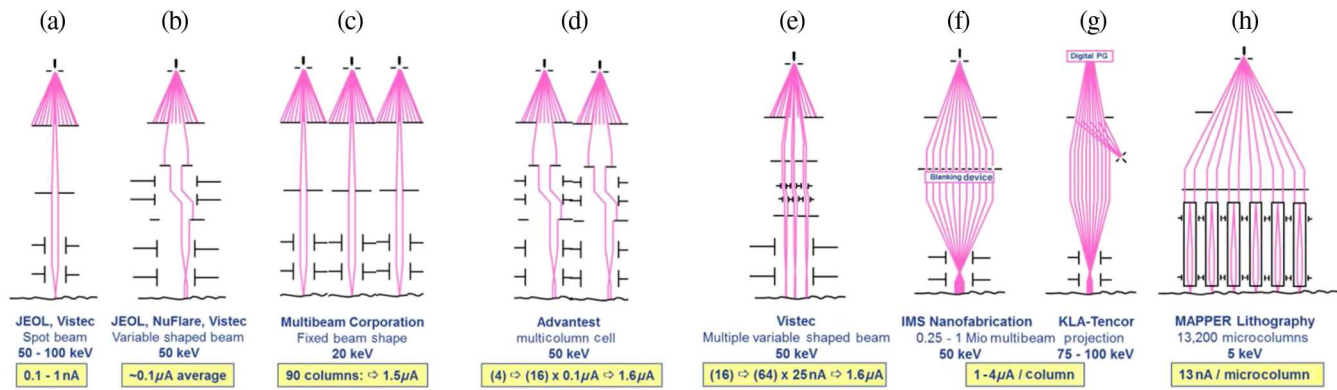 (a)
(b)
(c)
(d)
(e)
(f)
(g)
(h)
Digital PG
Blanking device
JEOL, Vistec
Spot beam
50 - 100 keV
0.1 - 1 nA
JEOL, NuFlare, Vistec
Variable shaped beam
50 keV
~0.1μA average
Multibeam Corporation
Fixed beam shape
20 keV
90 columns: ⇨ 1.5μA
Advantest
multicolumn cell
50 keV
(4) ⇨ (16) x 0.1μA ⇨ 1.6μA
Vistec
Multiple variable shaped beam
50 keV
(16) ⇨ (64) x 25nA ⇨ 1.6μA
IMS Nanofabrication
0.25 - 1 Mio multibeam
50 keV
KLA-Tencor
projection
75 - 100 keV
1-4μA / column
MAPPER Lithography
13,200 microcolumns
5 keV
13nA / microcolumn